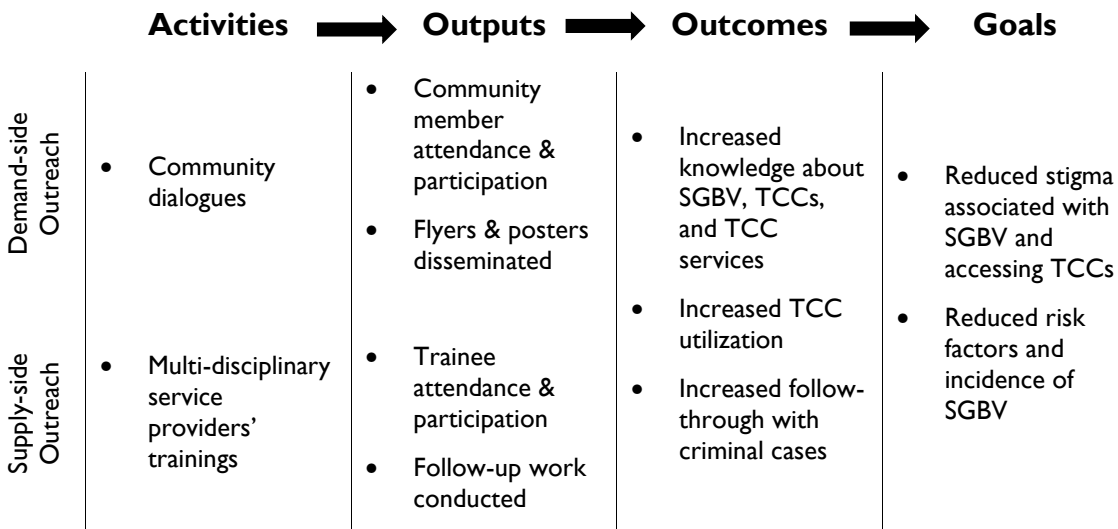 Activities
Outputs
Outcomes
Goals
Demand-side
Outreach
• Community
dialogues
• Community
member
attendance &
participation
• Flyers & posters
disseminated
Supply-side
Outreach
• Multi-disciplinary
service
providers’
trainings
• Trainee
attendance &
participation
• Follow-up work
conducted
• Increased
knowledge about
SGBV, TCCs,
and TCC
services
• Increased TCC
utilization
• Increased follow-
through with
criminal cases
• Reduced stigma
associated with
SGBV and
accessing TCCs
• Reduced risk
factors and
incidence of
SGBV